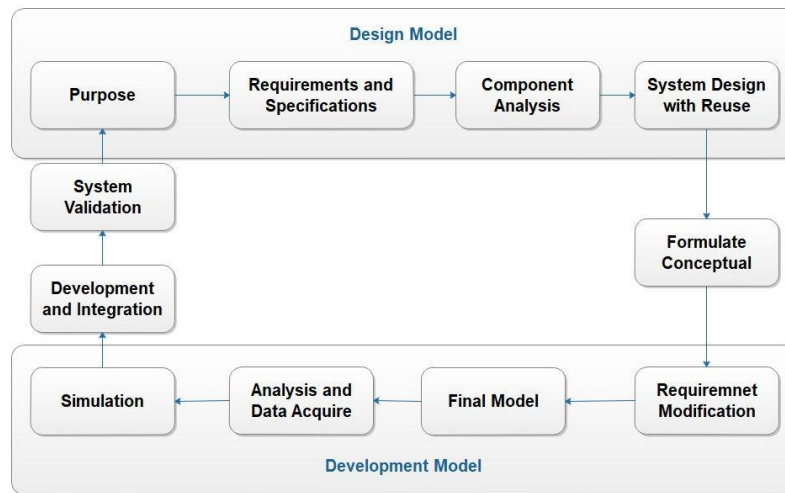 Design Model
Purpose
Requirements and
Specifications
Component
Analysis
System Design
with Reuse
System
Validation
Formulate
Conceptual
Development
and Integration
Simulation
Analysis and
Data Acquire
Final Model
Requiremnet
Modification
Development Model